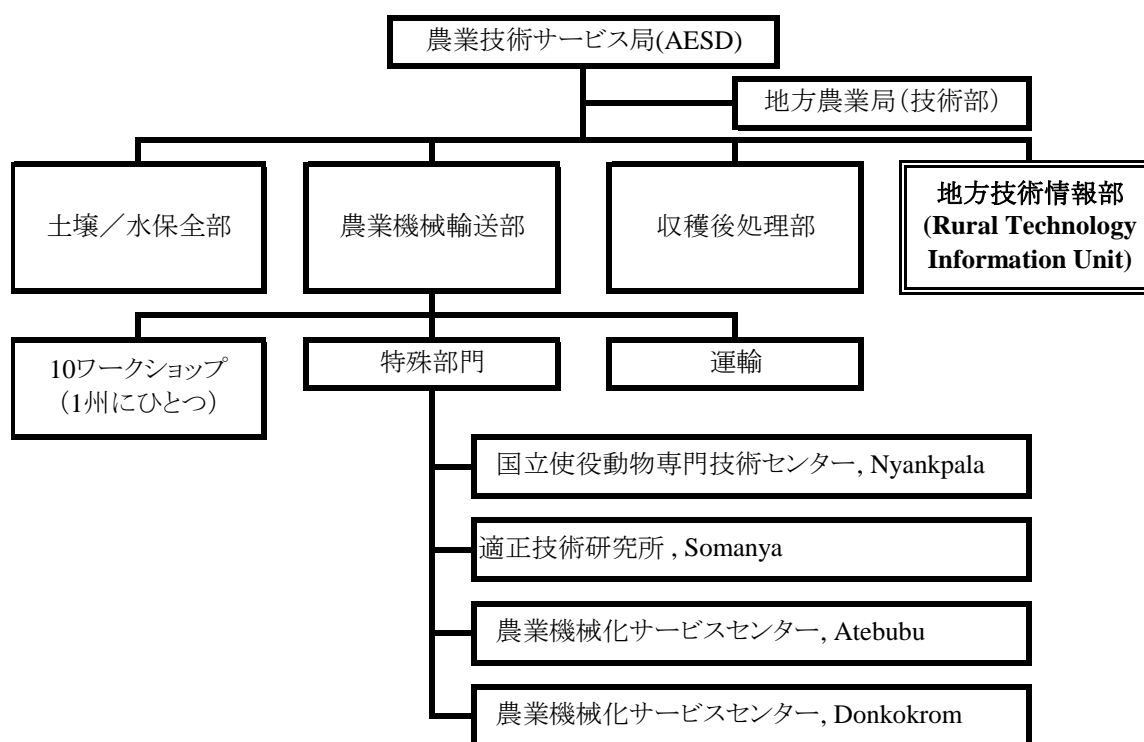 農業技術サービス局(AESD)
地方農業局（技術部）
土壌／水保全部
農業機械輸送部
収穫後処理部
地方技術情報部
(Rural Technology
Information Unit)
10ワークショップ
（1州にひとつ）
特殊部門
運輸
国立使役動物専門技術センター, Nyankpala
適正技術研究所 , Somanya
農業機械化サービスセンター, Atebubu
農業機械化サービスセンター, Donkokrom